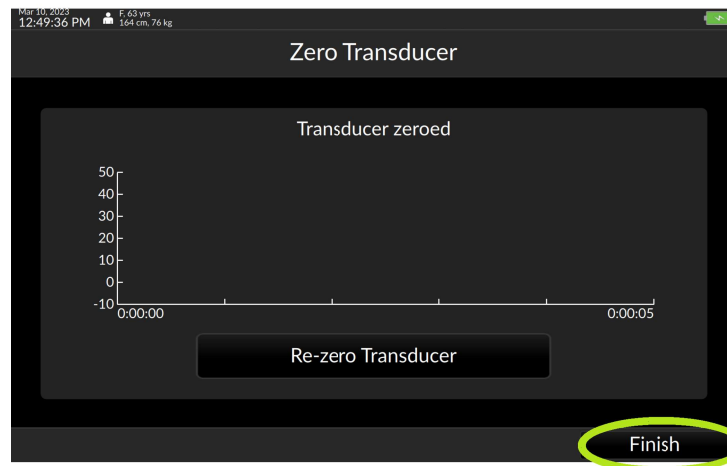 Mar 10, 2023
12:49:36 PM
F, 63 yrs
164 cm, 76 kg
Zero Transducer
Transducer zeroed
50
40
30
20
10
0
-10
0:00:00
0:00:05
Re-zero Transducer
Finish